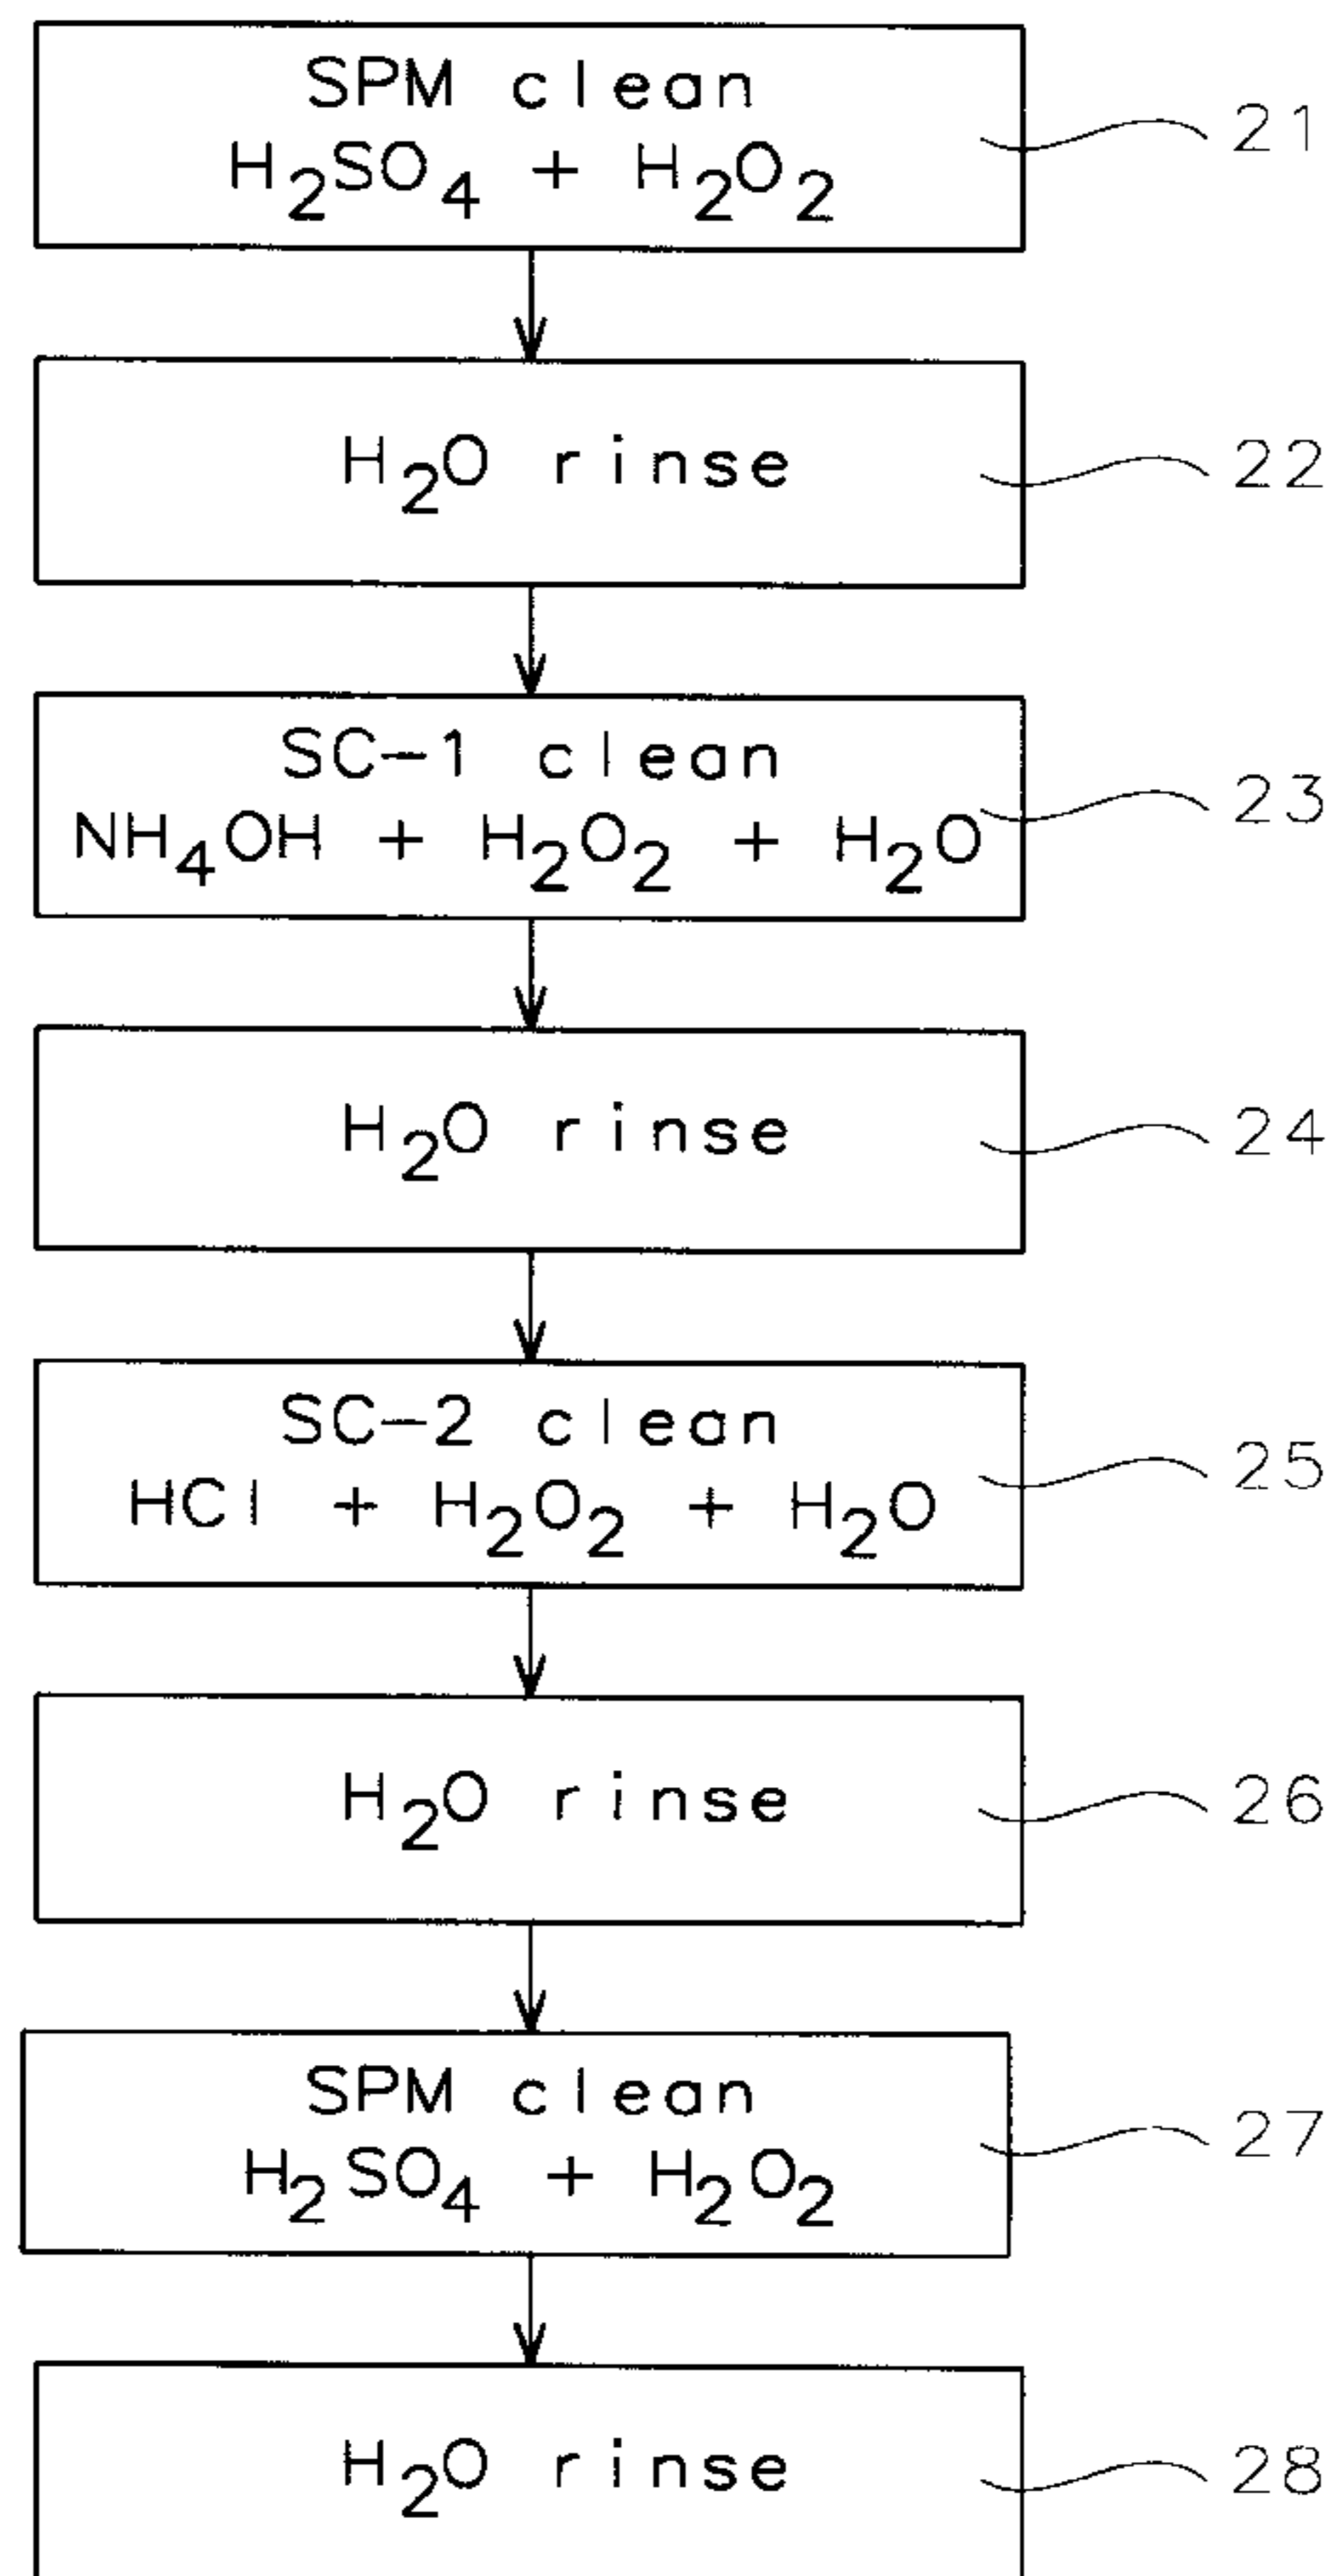 SPM clean
H₂SO₄ + H₂O₂
21
H₂O rinse
22
SC-1 clean
NH₄OH + H₂O₂ + H₂O
23
H₂O rinse
24
SC-2 clean
HCl + H₂O₂ + H₂O
25
H₂O rinse
26
SPM clean
H₂SO₄ + H₂O₂
27
H₂O rinse
28